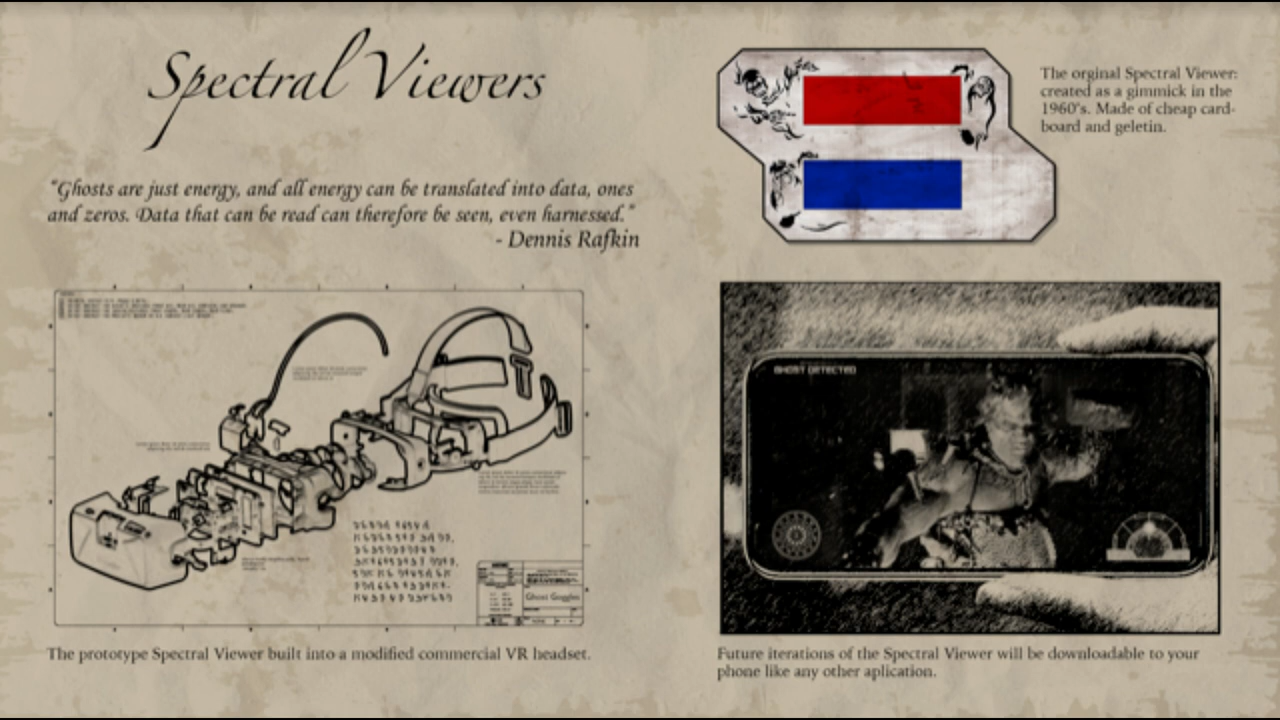 Spectral Viewers
"Ghosts are just energy, and all energy can be translated into data, ones
and zeros. Data that can be read can therefore be seen, even harnessed."
- Dennis Rafkin
The orginal Spectral Viewer:
created as a gimmick in the
1960's. Made of cheap card-
board and geletin.
Ghost Goggles
The prototype Spectral Viewer built into a modified commercial VR headset.
GHOST DETECTED
Future iterations of the Spectral Viewer will be downloadable to your
phone like any other aplication.